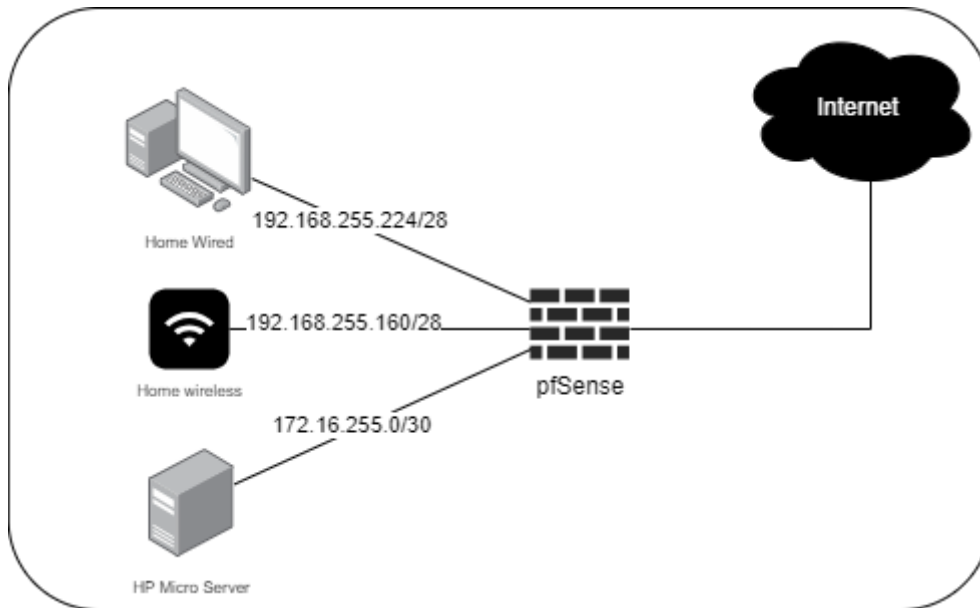 Internet
192.168.255.224/28
Home Wired
192.168.255.160/28
Home wireless
pfSense
172.16.255.0/30
HP Micro Server